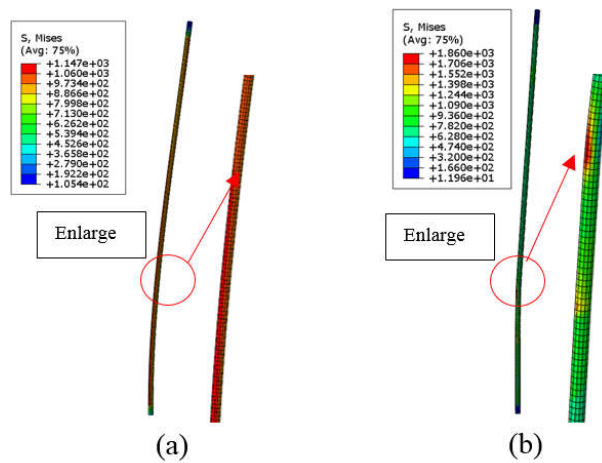 S, Mises
(Avg: 75%)
+1.147e+03
+1.060e+03
+9.734e+02
+8.866e+02
+7.998e+02
+7.130e+02
+6.262e+02
+5.394e+02
+4.526e+02
+3.658e+02
+2.790e+02
+1.922e+02
+1.054e+02
Enlarge
(a)
S, Mises
(Avg: 75%)
+1.860e+03
+1.706e+03
+1.552e+03
+1.398e+03
+1.244e+03
+1.090e+03
+9.360e+02
+7.820e+02
+6.280e+02
+4.740e+02
+3.200e+02
+1.660e+02
+1.196e+01
Enlarge
(b)